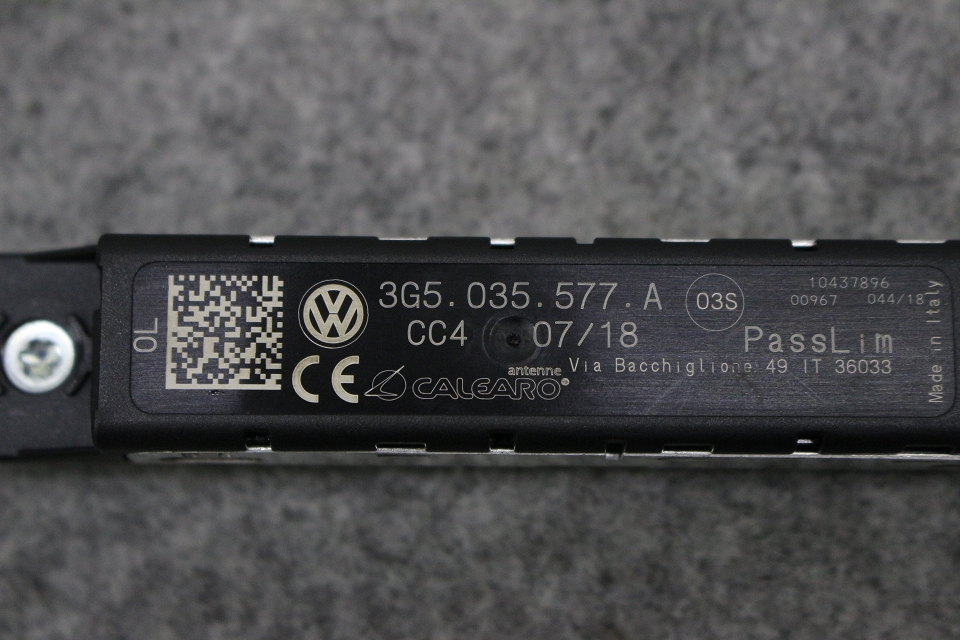 OL
3G5.035.577.A
03S
10437896
00967 044/18
CC4 07/18
PassLim
CE
antenne
CALEARO
Via Bacchiglione 49 IT 36033
Made in Italy